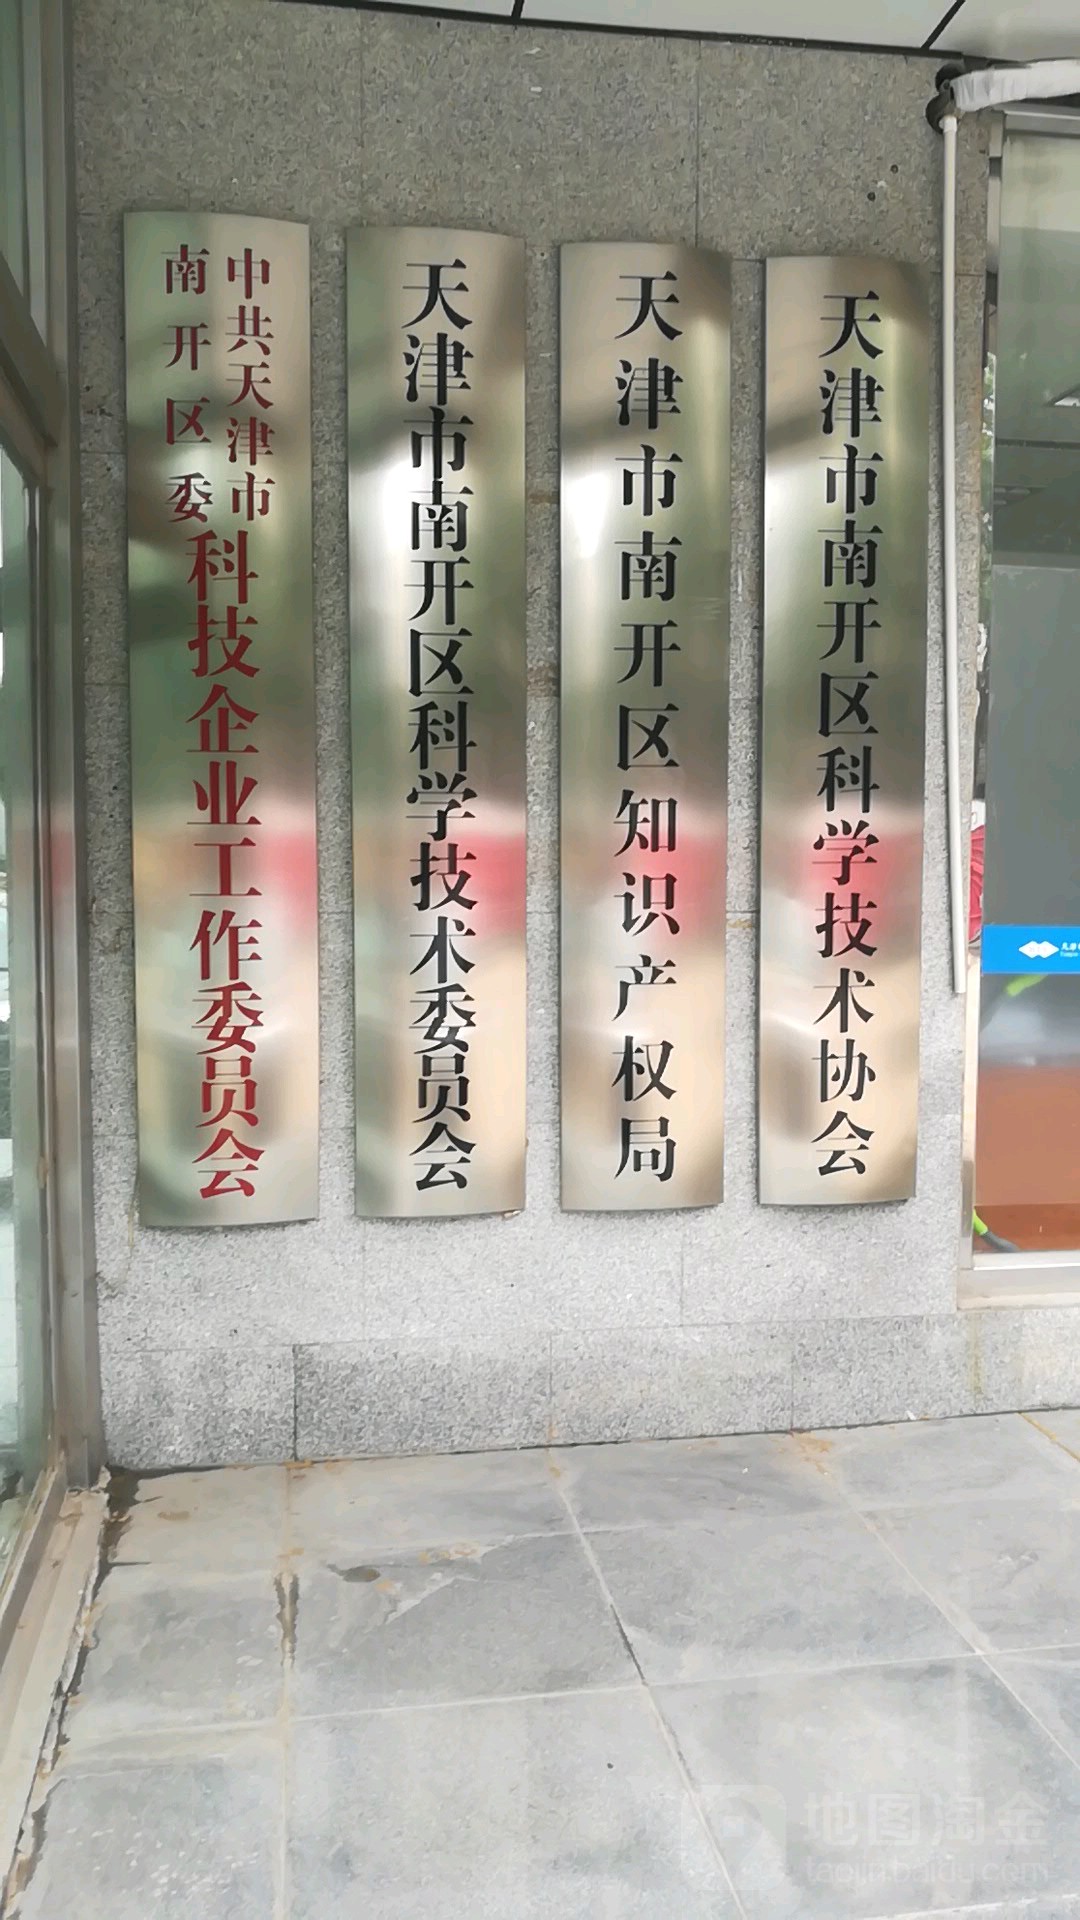 中共天津市
南开区委
科技企业工作委员会
天津市南开区科学技术委员会
天津市南开区知识产权局
天津市南开区科学技术协会
地图淘金
taojin.baidu.com